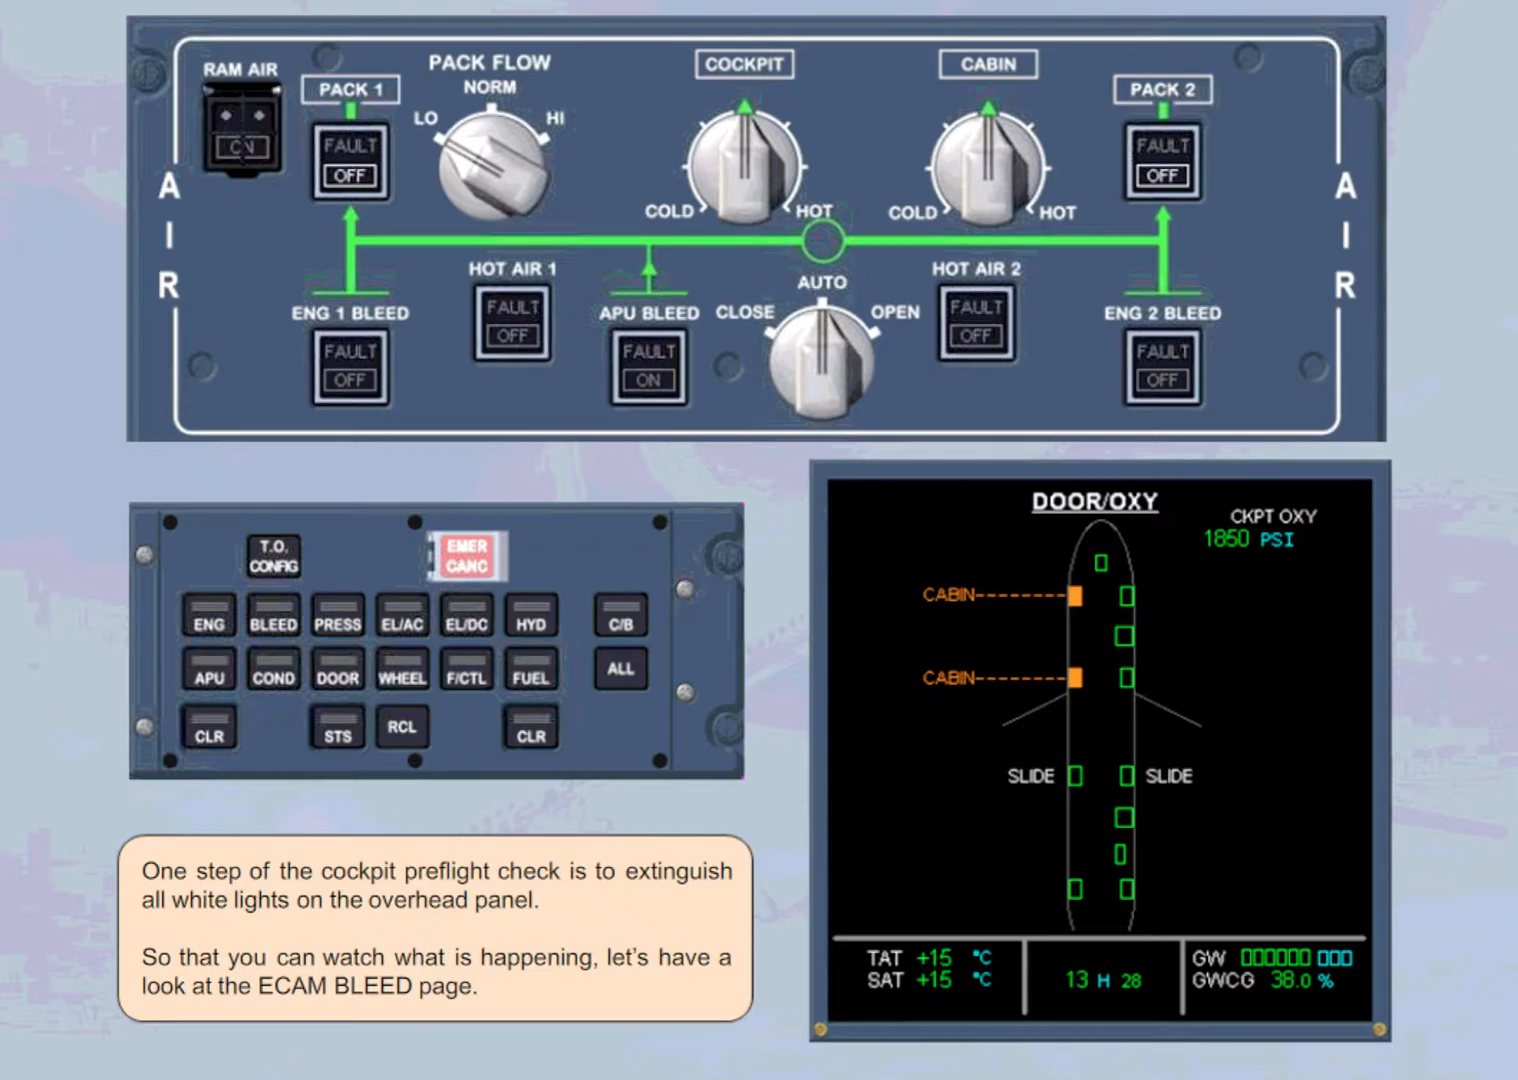 RAM AIR
ON
PACK 1
FAULT
OFF
PACK FLOW
NORM
LO
HI
COCKPIT
COLD
HOT
CABIN
COLD
HOT
PACK 2
FAULT
OFF
A
I
R
A
I
R
ENG 1 BLEED
FAULT
OFF
HOT AIR 1
FAULT
OFF
APU BLEED
FAULT
ON
AUTO
CLOSE
OPEN
HOT AIR 2
FAULT
OFF
ENG 2 BLEED
FAULT
OFF
T.O.
CONFIG
EMER
CANC
ENG BLEED PRESS EL/AC EL/DC HYD C/B
APU COND DOOR WHEEL F/CTL FUEL ALL
CLR STS RCL CLR
One step of the cockpit preflight check is to extinguish
all white lights on the overhead panel.
So that you can watch what is happening, let's have a
look at the ECAM BLEED page.
DOOR/OXY
CKPT OXY
1850 PSI
CABIN
CABIN
SLIDE SLIDE
TAT +15 °C
SAT +15 °C
13 H 28
GW
GWCG 38.0 %